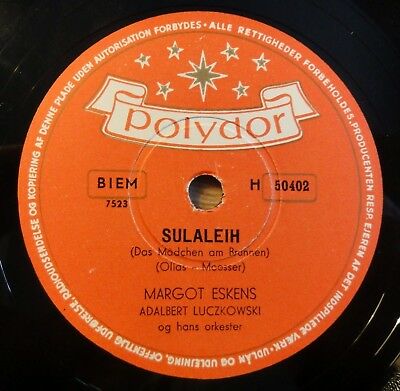 DENNE PLADE UDEN AUTORISATION FORBYDES • ALLE RETTIGHEDER FORBEHOLDES. PRODUCENTEN RESP. EJEREN AF DET INDSPILLEDE VÆRK • UDLÅN OG UDLEJNING, OFFENTLIG UDFØRELSE, RADIOUDSENDELSE OG KOPIERING AF
polydor
BIEM
H 50402
7523
SULALEIH
(Das Mädchen am Brunnen)
(Olias - Moesser)
MARGOT ESKENS
ADALBERT LUCZKOWSKI
og hans orkester